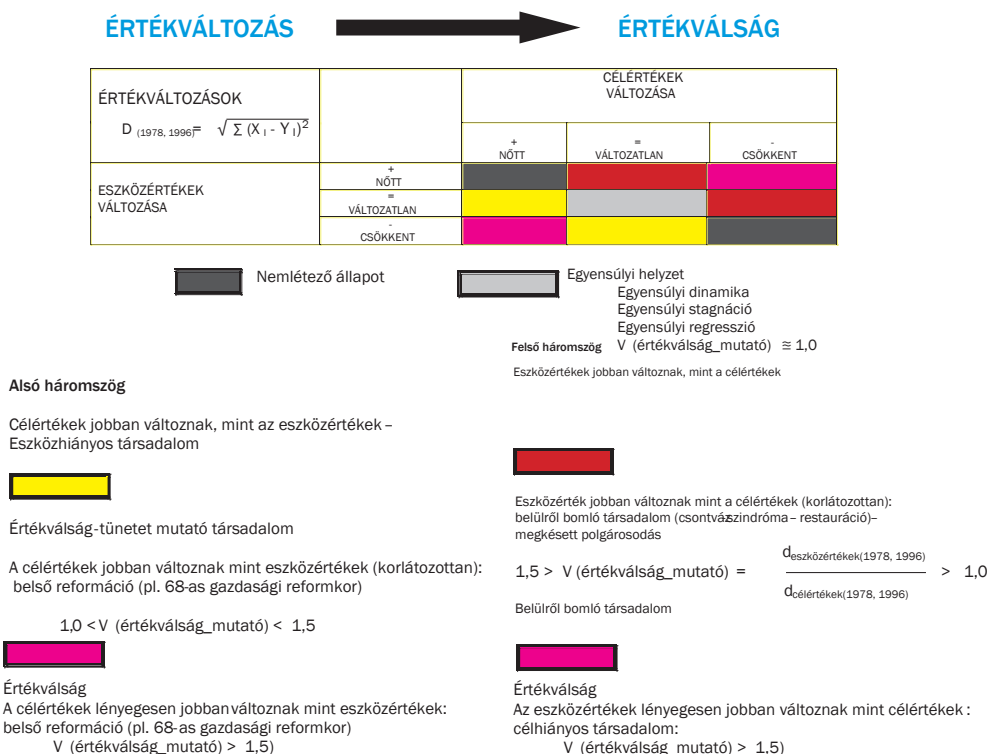 ÉRTÉKVÁLTOZÁS ÉRTÉKVÁLSÁG
CÉLÉRTÉKEK
VÁLTOZÁSA
ÉRTÉKVÁLTOZÁSOK
D (1978, 1996)= √ Σ (X I - Y I)2
+
NŐTT
=
VÁLTOZATLAN
-
CSÖKKENT
ESZKÖZÉRTÉKEK
VÁLTOZÁSA
+
NŐTT
=
VÁLTOZATLAN
-
CSÖKKENT
Nemlétező állapot
Egyensúlyi helyzet
Egyensúlyi dinamika
Egyensúlyi stagnáció
Egyensúlyi regresszió
Felső háromszög V (értékválság_mutató) ≅ 1,0
Eszközértékek jobban változnak, mint a célértékek
Alsó háromszög
Célértékek jobban változnak, mint az eszközértékek –
Eszközhiányos társadalom
Értékválság-tünetet mutató társadalom
A célértékek jobban változnak mint eszközértékek (korlátozottan):
belső reformáció (pl. 68-as gazdasági reformkor)
1,0 < V (értékválság_mutató) < 1,5
Értékválság
A célértékek lényegesen jobban változnak mint eszközértékek:
belső reformáció (pl. 68-as gazdasági reformkor)
V (értékválság_mutató) > 1,5)
Eszközérték jobban változnak mint a célértékek (korlátozottan):
belülről bomló társadalom (csontvázszindróma – restauráció)–
megkésett polgárosodás
deszközértékek(1978, 1996)
1,5 > V (értékválság_mutató) = > 1,0
dcélértékek(1978, 1996)
Belülről bomló társadalom
Értékválság
Az eszközértékek lényegesen jobban változnak mint célértékek :
célhiányos társadalom:
V (értékválság_mutató) > 1,5)